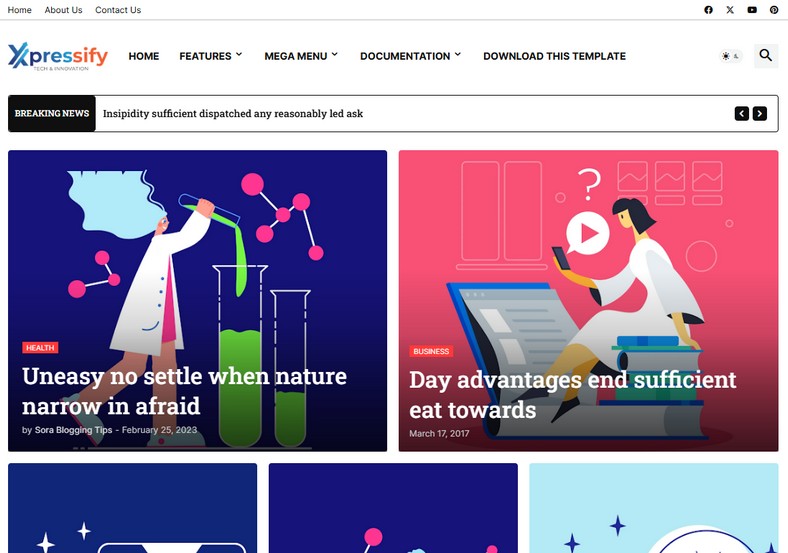 Home About Us Contact Us
Xpressify
TECH & INNOVATION
HOME FEATURES MEGA MENU DOCUMENTATION DOWNLOAD THIS TEMPLATE
BREAKING NEWS Insipidity sufficient dispatched any reasonably led ask
HEALTH
Uneasy no settle when nature
narrow in afraid
by Sora Blogging Tips - February 25, 2023
?
BUSINESS
Day advantages end sufficient
eat towards
March 17, 2017